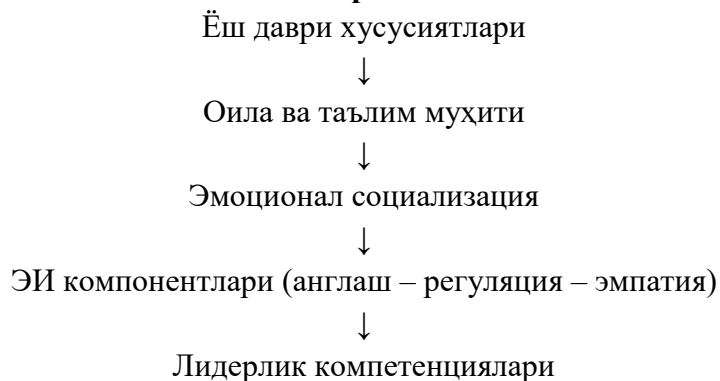 Ёш даври хусусиятлари
↓
Оила ва таълим муҳити
↓
Эмоционал социализация
↓
ЭИ компонентлари (англаш – регуляция – эмпатия)
↓
Лидерлик компетенциялари